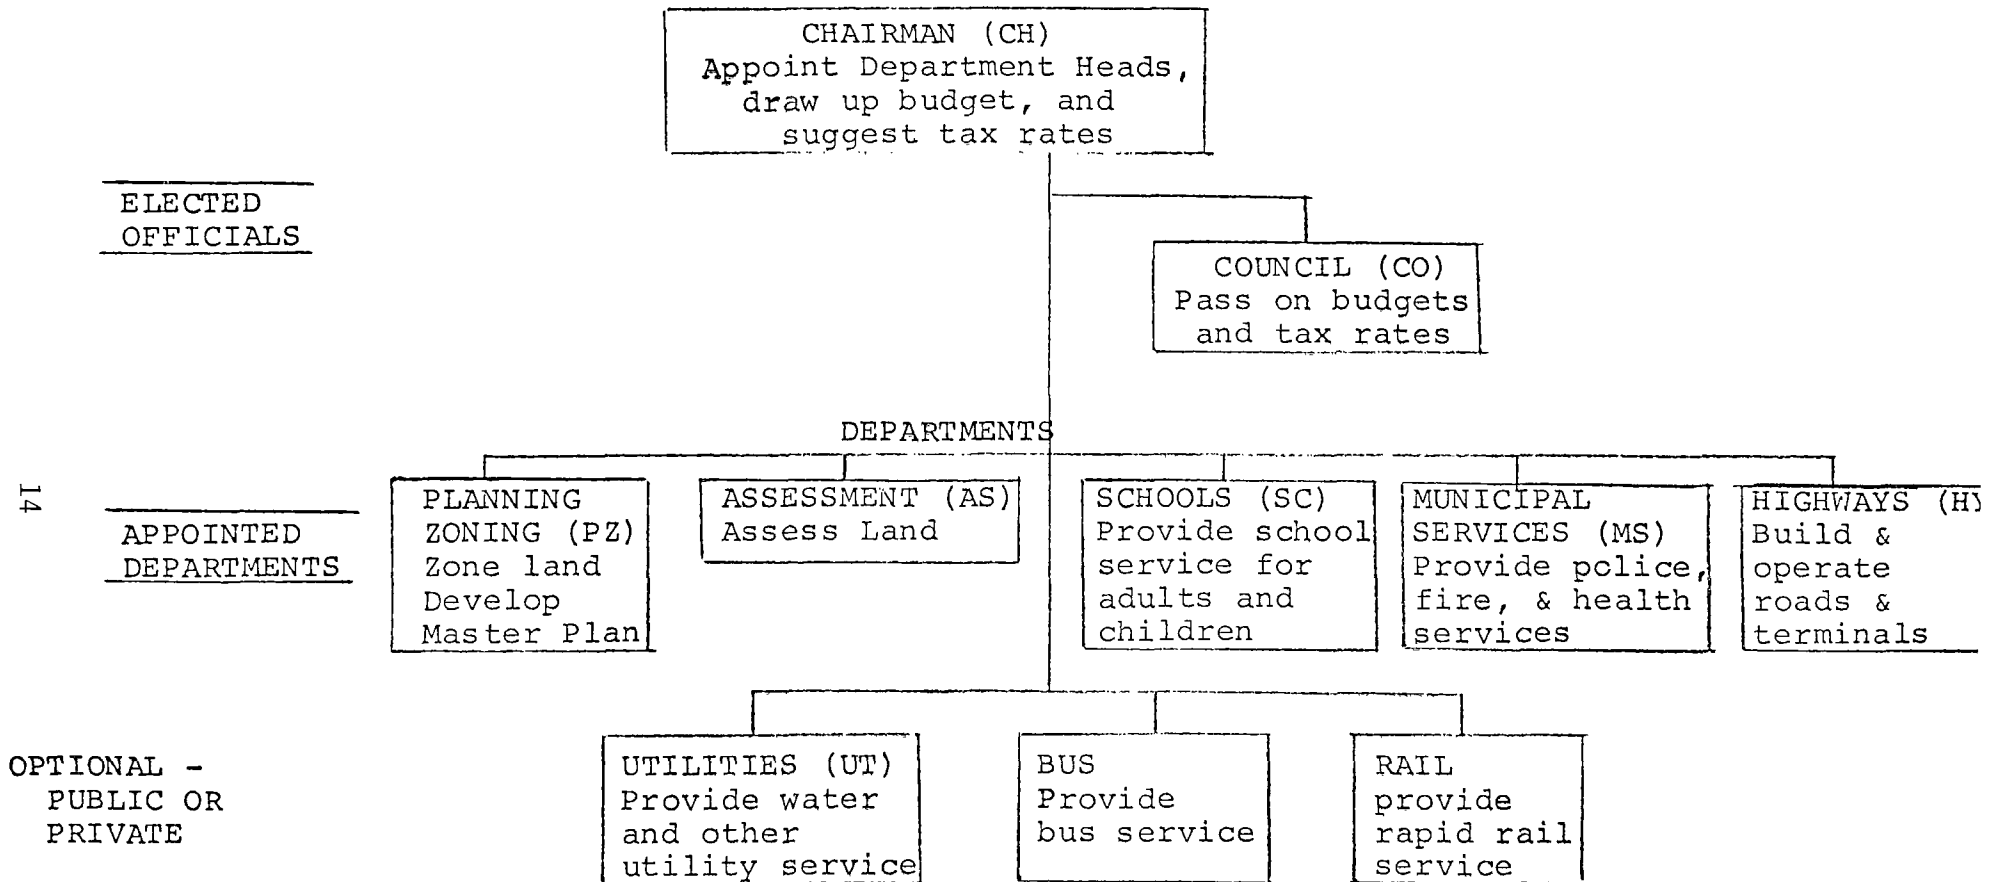 CHAIRMAN (CH)
Appoint Department Heads,
draw up budget, and
suggest tax rates
ELECTED
OFFICIALS
COUNCIL (CO)
Pass on budgets
and tax rates
DEPARTMENTS
14
APPOINTED
DEPARTMENTS
PLANNING
ZONING (PZ)
Zone land
Develop
Master Plan
ASSESSMENT (AS)
Assess Land
SCHOOLS (SC)
Provide school
service for
adults and
children
MUNICIPAL
SERVICES (MS)
Provide police,
fire, & health
services
HIGHWAYS (HY
Build &
operate
roads &
terminals
OPTIONAL -
PUBLIC OR
PRIVATE
UTILITIES (UT)
Provide water
and other
utility service
BUS
Provide
bus service
RAIL
provide
rapid rail
service